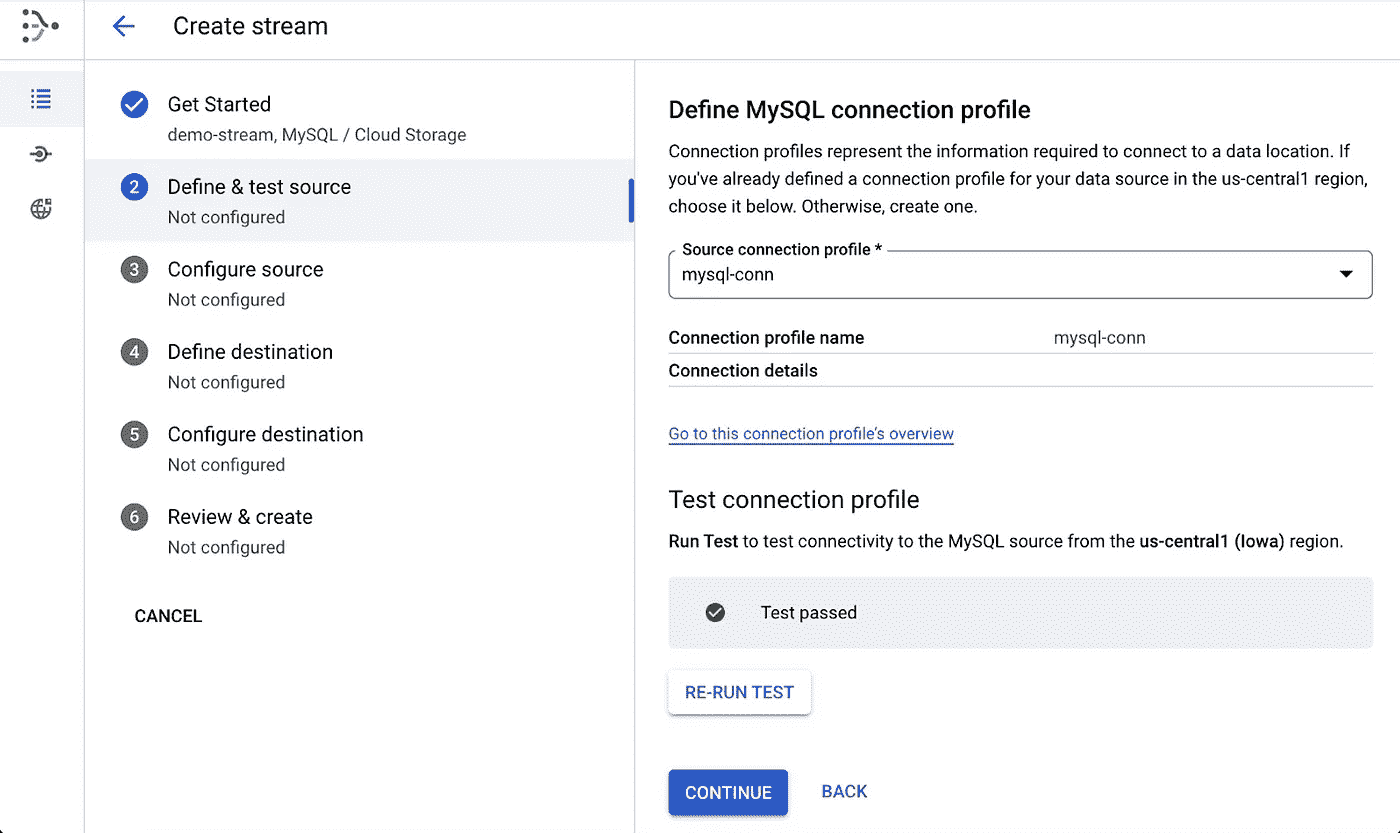 Create stream
Get Started
demo-stream, MySQL / Cloud Storage
2
Define & test source
Not configured
3
Configure source
Not configured
4
Define destination
Not configured
5
Configure destination
Not configured
6
Review & create
Not configured
CANCEL
Define MySQL connection profile
Connection profiles represent the information required to connect to a data location. If
you've already defined a connection profile for your data source in the us-central1 region,
choose it below. Otherwise, create one.
Source connection profile *
mysql-conn
Connection profile name mysql-conn
Connection details
Go to this connection profile's overview
Test connection profile
Run Test to test connectivity to the MySQL source from the us-central1 (Iowa) region.
Test passed
RE-RUN TEST
CONTINUE BACK